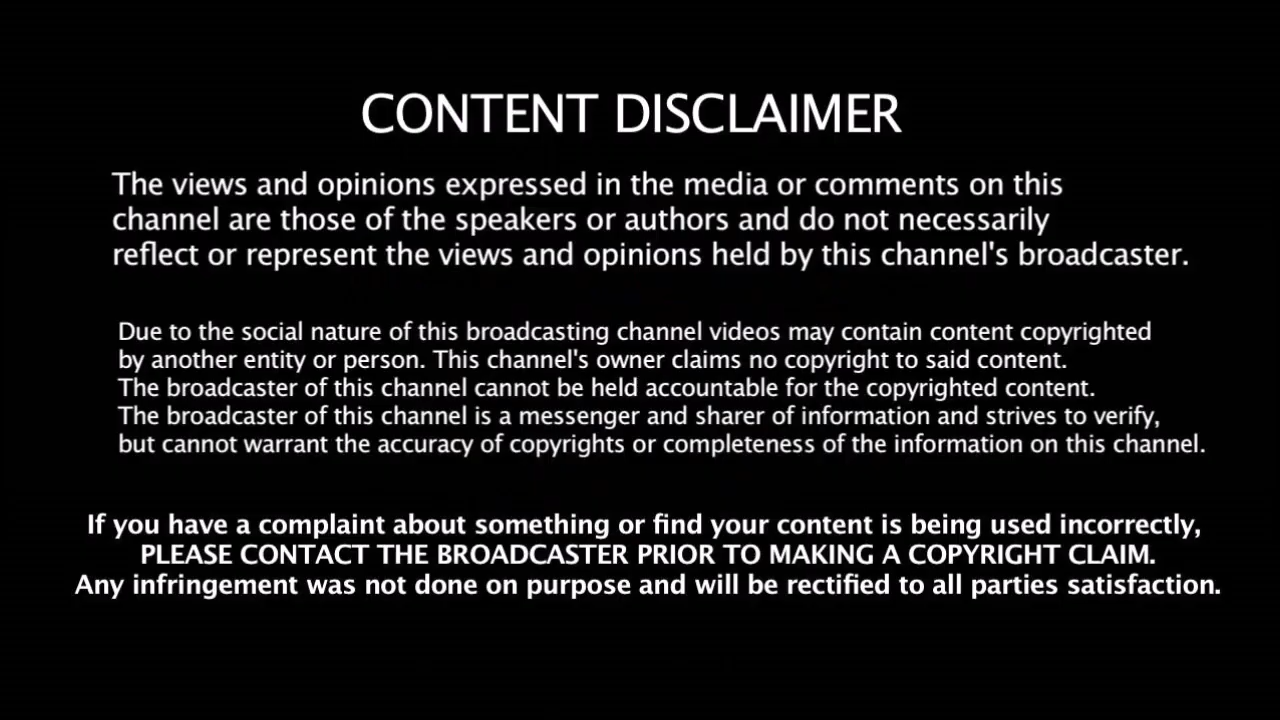 CONTENT DISCLAIMER
The views and opinions expressed in the media or comments on this
channel are those of the speakers or authors and do not necessarily
reflect or represent the views and opinions held by this channel's broadcaster.
Due to the social nature of this broadcasting channel videos may contain content copyrighted
by another entity or person. This channel's owner claims no copyright to said content.
The broadcaster of this channel cannot be held accountable for the copyrighted content.
The broadcaster of this channel is a messenger and sharer of information and strives to verify,
but cannot warrant the accuracy of copyrights or completeness of the information on this channel.
If you have a complaint about something or find your content is being used incorrectly,
PLEASE CONTACT THE BROADCASTER PRIOR TO MAKING A COPYRIGHT CLAIM.
Any infringement was not done on purpose and will be rectified to all parties satisfaction.